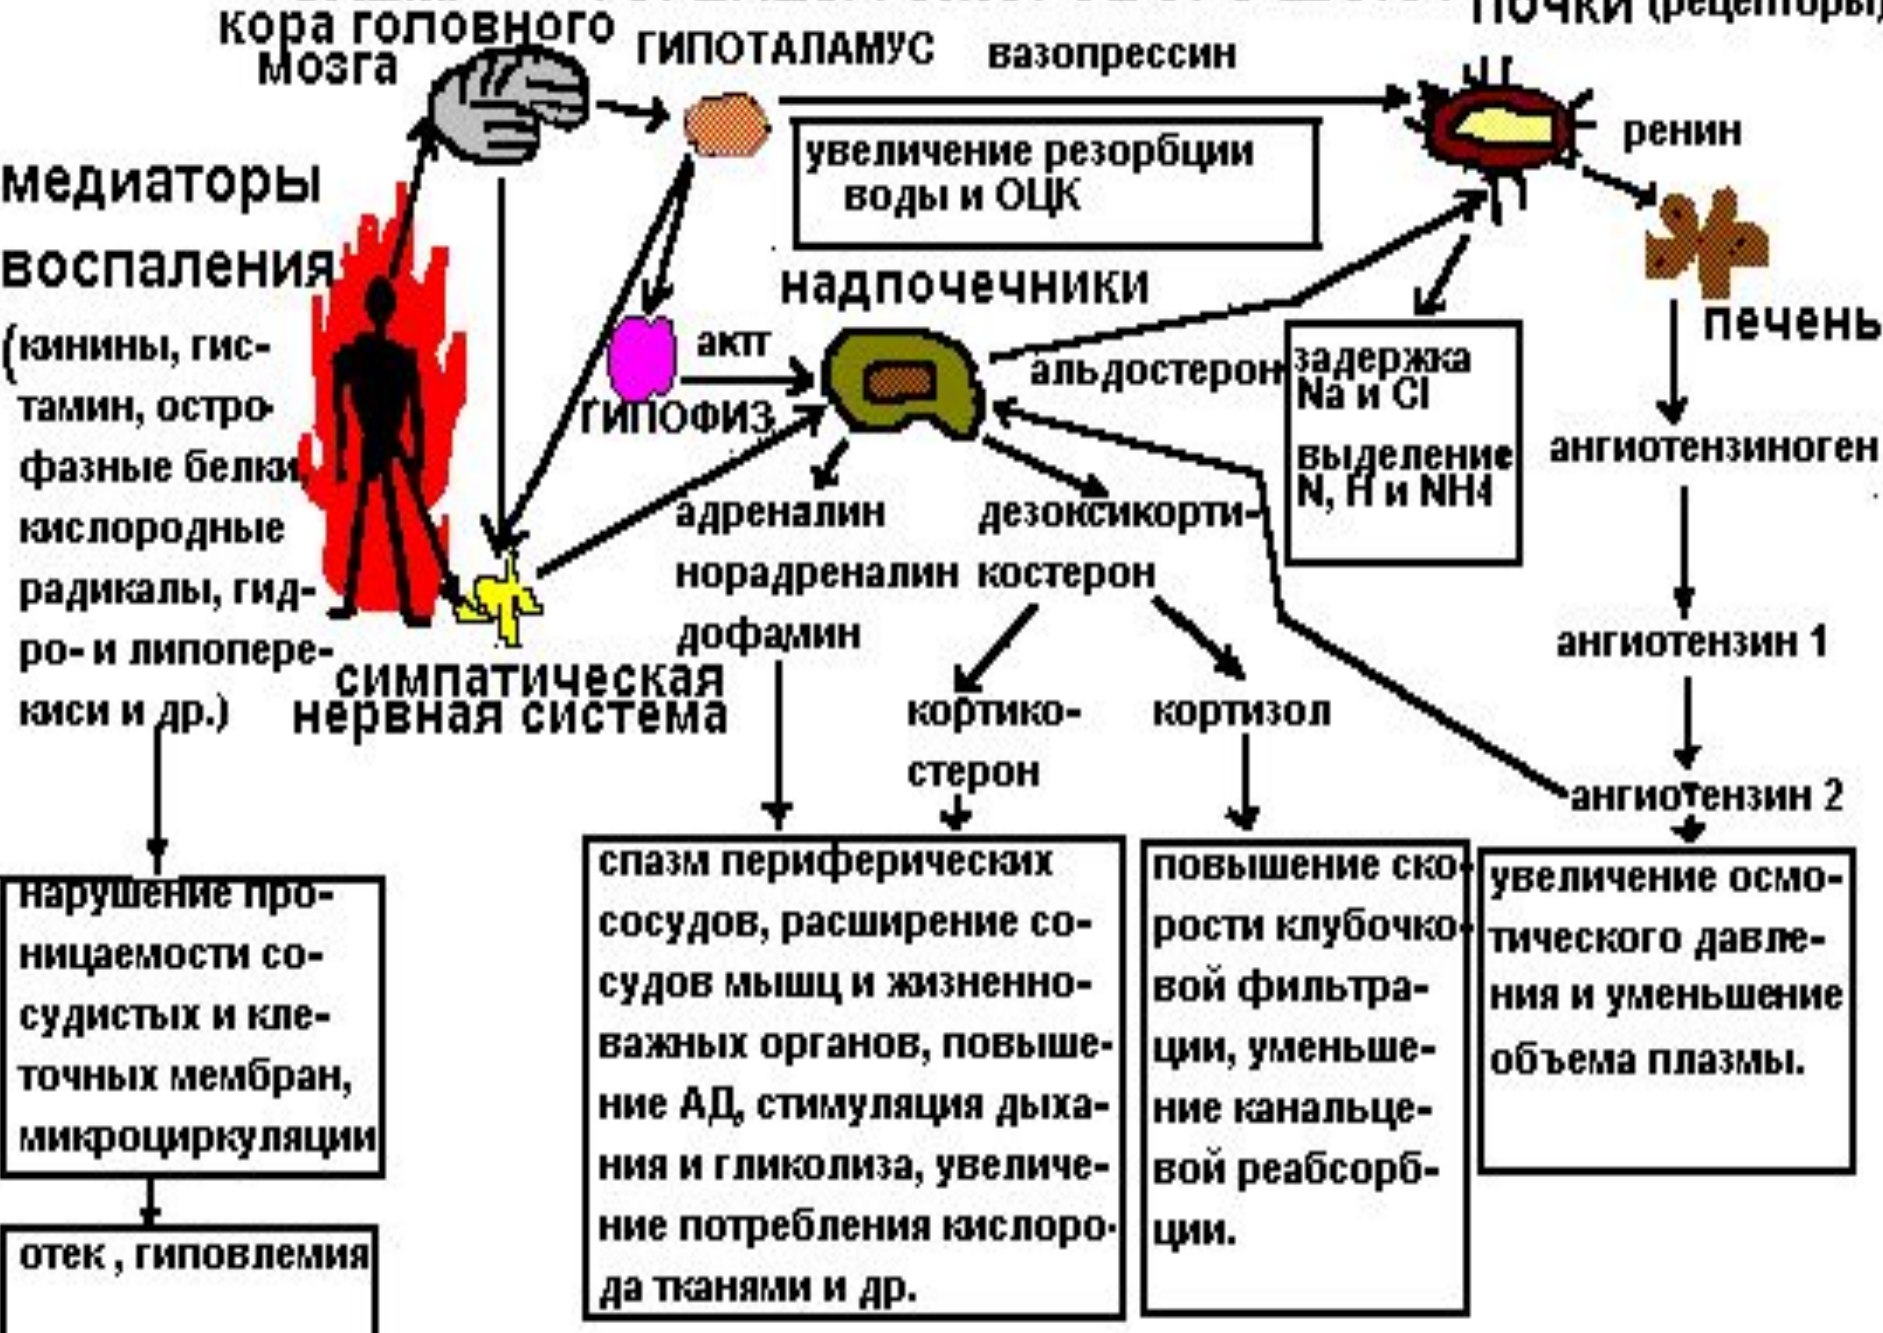 почки (рецепторы)
кора головного
мозга
ГИПОТАЛАМУС
вазопрессин
ренин
увеличение резорбции
воды и ОЦК
медиаторы
воспаления
(кинины, гис-
тамин, остро-
фазные белки,
кислородные
радикалы, гид-
ро- и липопере-
киси и др.)
надпочечники
печень
актг
ГИПОФИЗ
альдостерон
задержка
Na и Cl
выделение
N, H и NH4
ангиотензиноген
адреналин
норадреналин
дофамин
дезоксикорти-
костерон
ангиотензин 1
симпатическая
нервная система
кортико-
стерон
кортизол
ангиотензин 2
нарушение про-
ницаемости со-
судистых и кле-
точных мембран,
микроциркуляции
отек , гиповлемия
спазм периферических
сосудов, расширение со-
судов мышц и жизненно-
важных органов, повыше-
ние АД, стимуляция дыха-
ния и гликолиза, увеличе-
ние потребления кислоро-
да тканями и др.
повышение ско-
рости клубочко-
вой фильтра-
ции, уменьше-
ние канальце-
вой реабсорб-
ции.
увеличение осмо-
тического давле-
ния и уменьшение
объема плазмы.